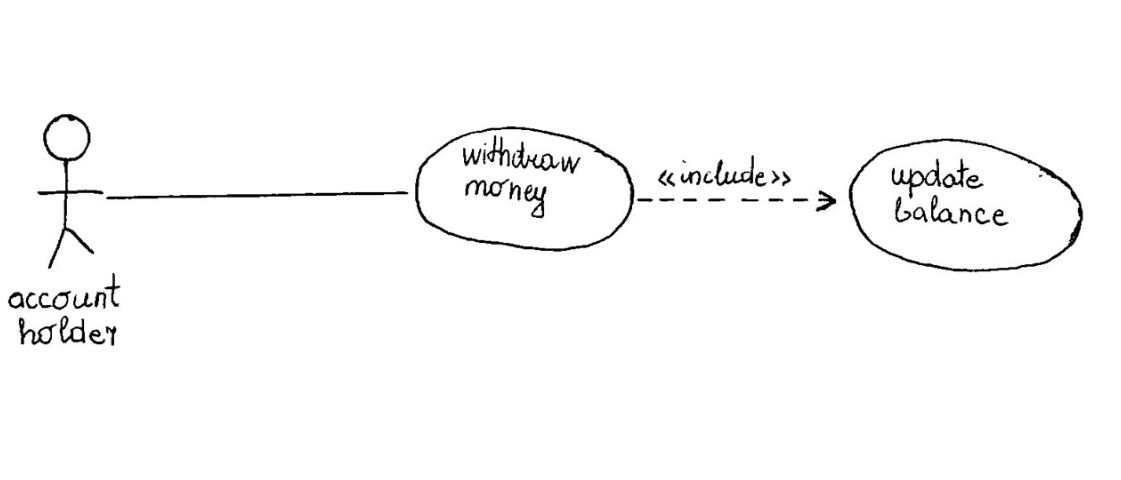 withdraw
money
<<include>>
update
balance
account
holder